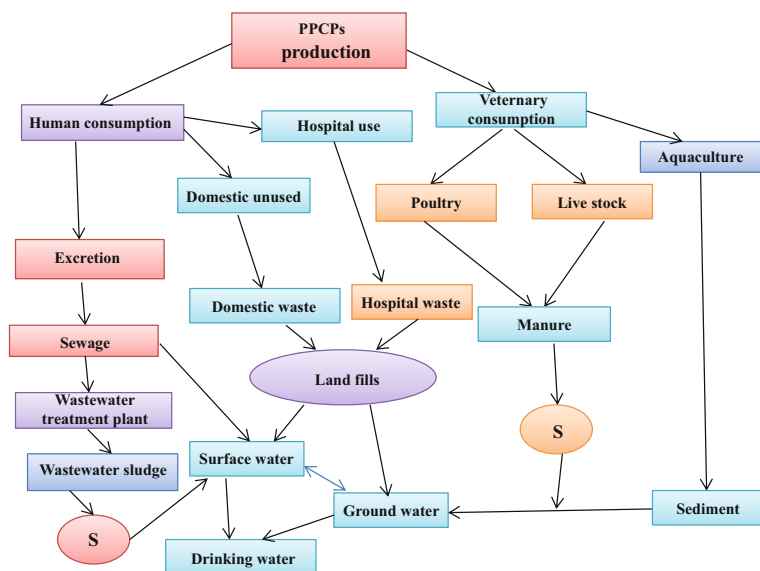 PPCPs
production
Human consumption
Hospital use
Veternary
consumption
Aquaculture
Domestic unused
Poultry
Live stock
Excretion
Domestic waste
Hospital waste
Manure
Sewage
Land fills
Wastewater
treatment plant
S
Surface water
Wastewater sludge
Ground water
Sediment
S
Drinking water